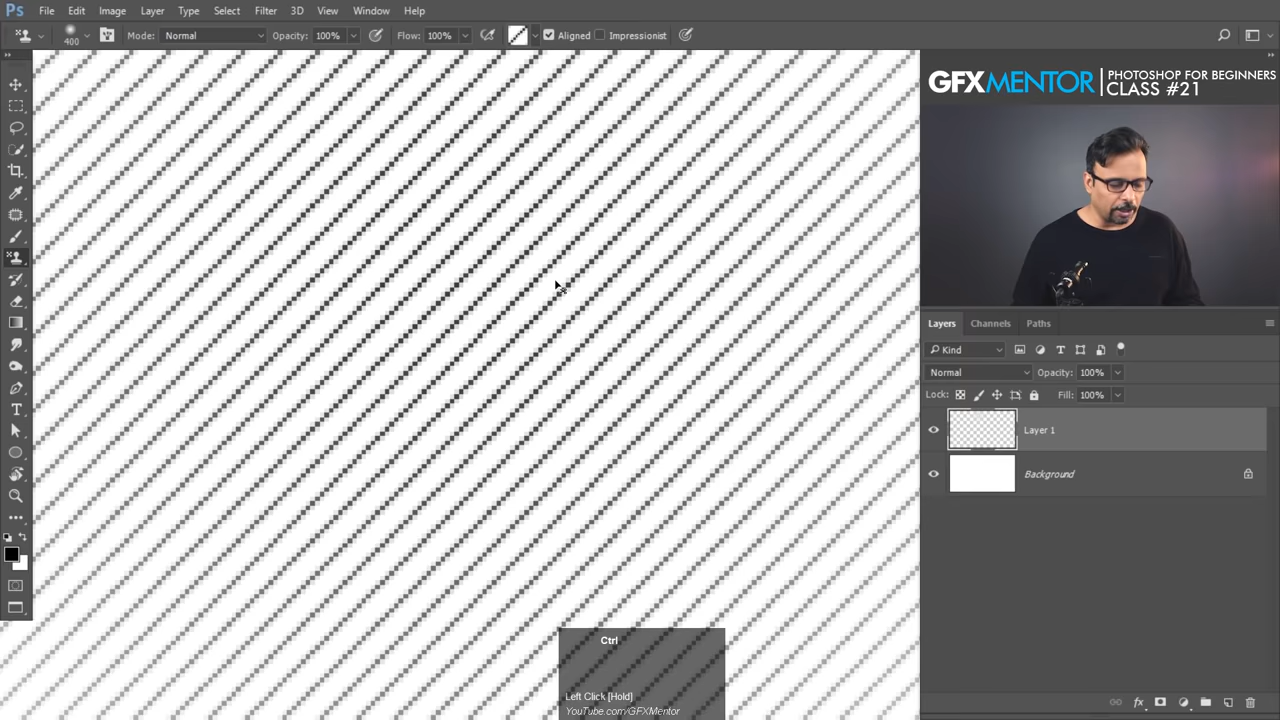 Ps File Edit Image Layer Type Select Filter 3D View Window Help
400 Mode: Normal Opacity: 100% Flow: 100% Aligned Impressionist
GFXMENTOR PHOTOSHOP FOR BEGINNERS
CLASS #21
Layers Channels Paths
Kind
Normal Opacity: 100%
Lock: Fill: 100%
Layer 1
Background
fx
Ctrl
Left Click [Hold]
YouTube.com/GFXMentor